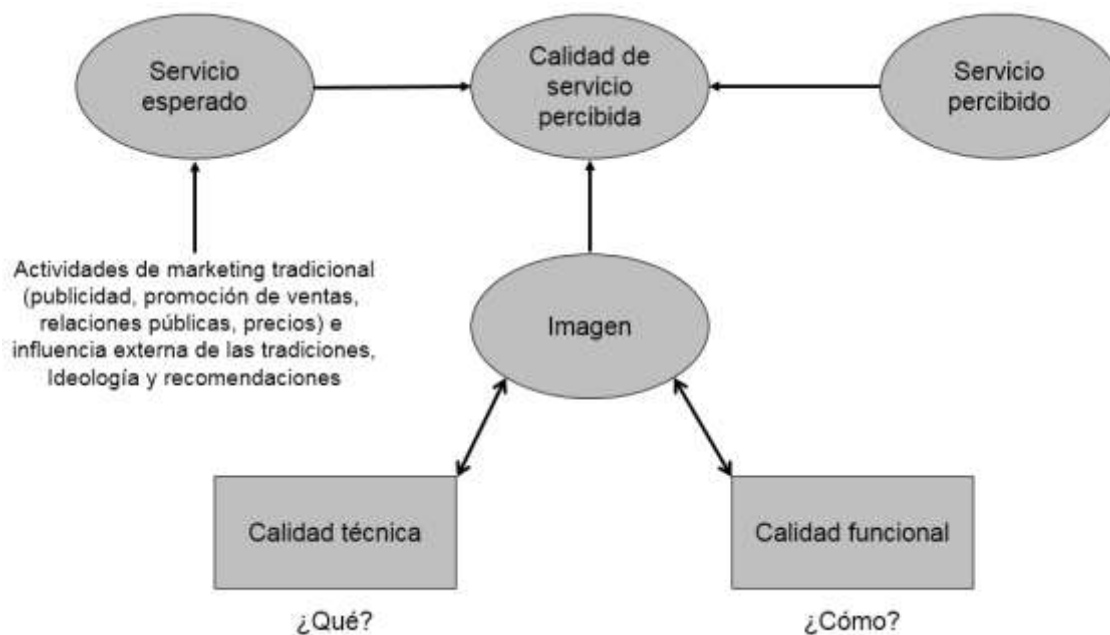 Servicio
esperado
Calidad de
servicio
percibida
Servicio
percibido
Actividades de marketing tradicional
(publicidad, promoción de ventas,
relaciones públicas, precios) e
influencia externa de las tradiciones,
Ideología y recomendaciones
Imagen
Calidad técnica
Calidad funcional
¿Qué?
¿Cómo?